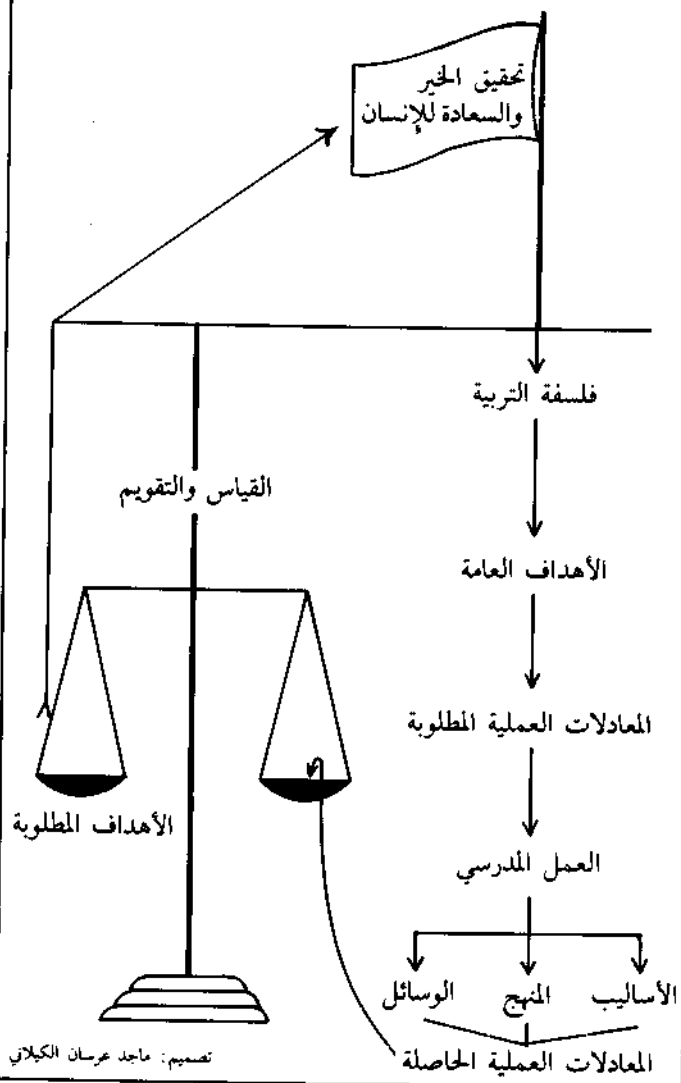 تحقيق الخير
والسعادة للإنسان
فلسفة التربية
القياس والتقويم
الأهداف العامة
المعادلات العملية المطلوبة
الأهداف المطلوبة
العمل المدرسي
الأساليب
المنهج
الوسائل
المعادلات العملية الحاصلة
تصميم: ماجد عرسان الكيلاني